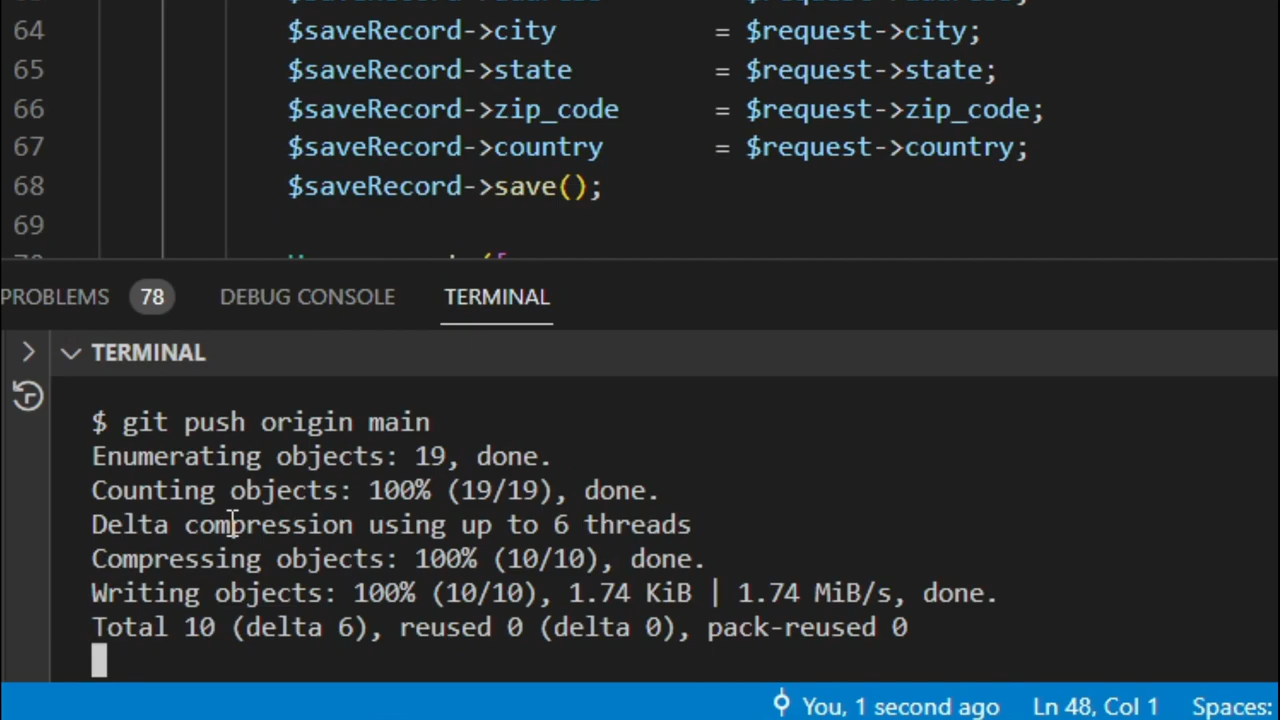 64 $saveRecord->city = $request->city;
65 $saveRecord->state = $request->state;
66 $saveRecord->zip_code = $request->zip_code;
67 $saveRecord->country = $request->country;
68 $saveRecord->save();
69
PROBLEMS 78 DEBUG CONSOLE TERMINAL
TERMINAL
$ git push origin main
Enumerating objects: 19, done.
Counting objects: 100% (19/19), done.
Delta compression using up to 6 threads
Compressing objects: 100% (10/10), done.
Writing objects: 100% (10/10), 1.74 KiB | 1.74 MiB/s, done.
Total 10 (delta 6), reused 0 (delta 0), pack-reused 0
You, 1 second ago Ln 48, Col 1 Spaces: